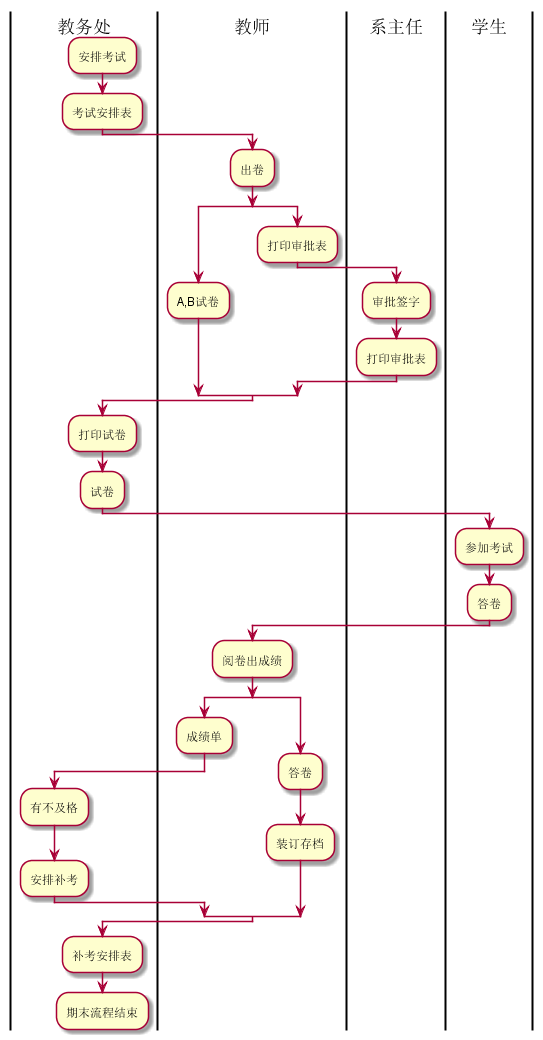 教务处 教师 系主任 学生
安排考试
考试安排表
出卷
打印审批表
A,B试卷 审批签字
打印审批表
打印试卷
试卷
参加考试
答卷
阅卷出成绩
成绩单
答卷
有不及格
装订存档
安排补考
补考安排表
期末流程结束